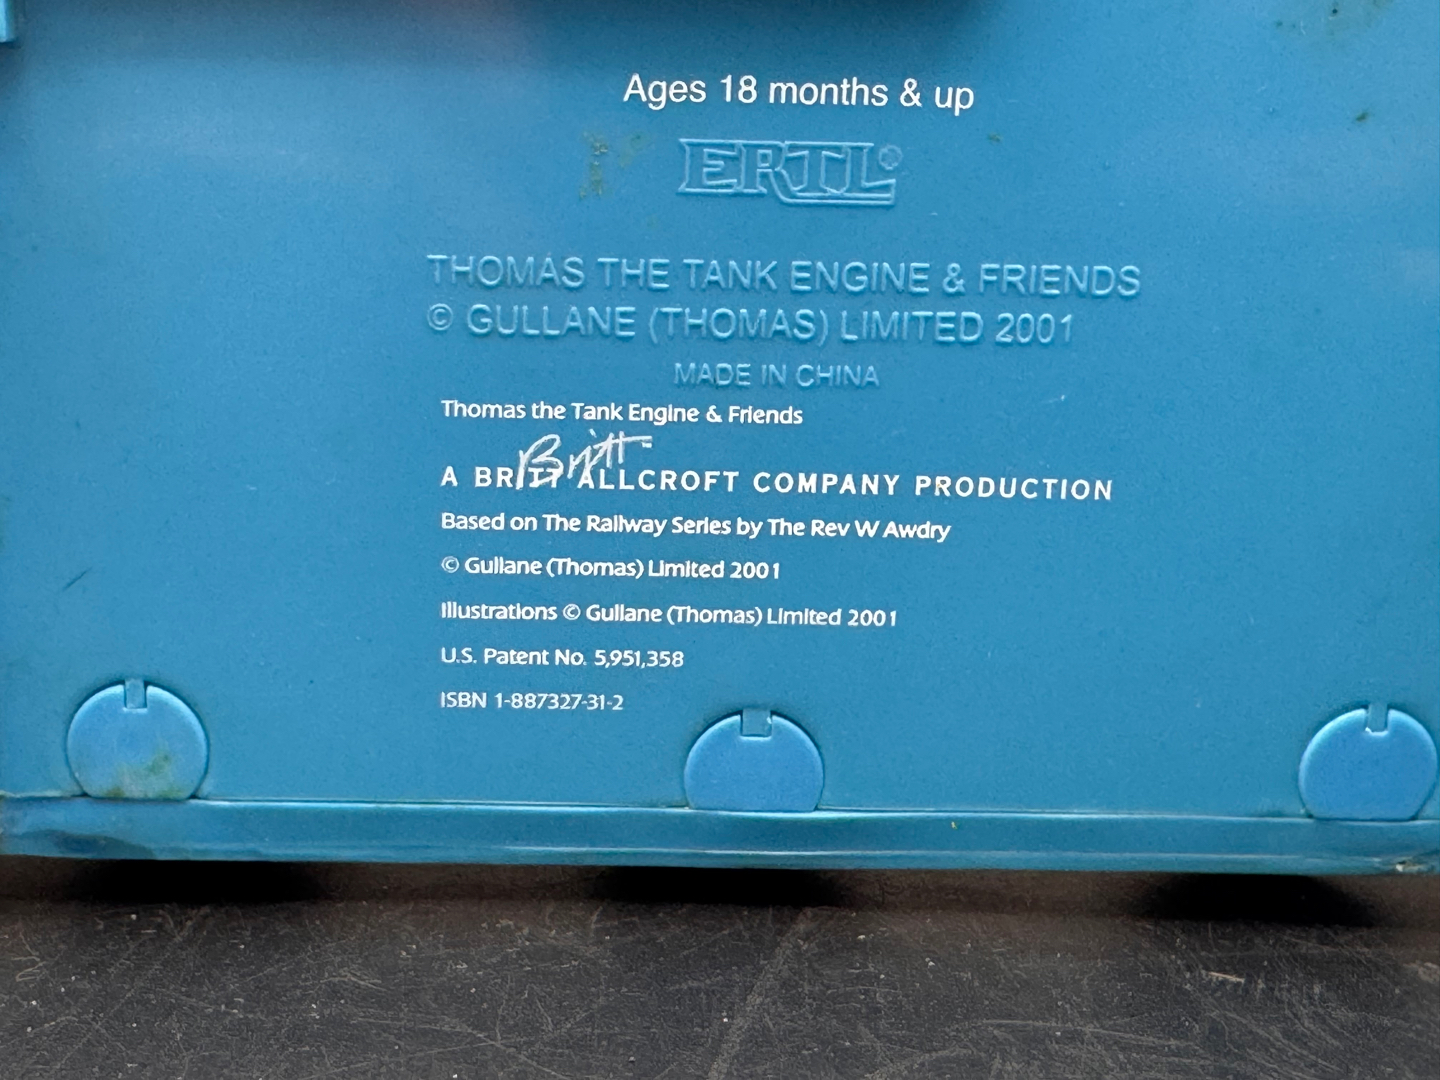 Ages 18 months & up
ERTL®
THOMAS THE TANK ENGINE & FRIENDS
© GULLANE (THOMAS) LIMITED 2001
MADE IN CHINA
Thomas the Tank Engine & Friends
Britt
A BRITT ALLCROFT COMPANY PRODUCTION
Based on The Railway Series by The Rev W Awdry
© Gullane (Thomas) Limited 2001
Illustrations © Gullane (Thomas) Limited 2001
U.S. Patent No. 5,951,358
ISBN 1-887327-31-2